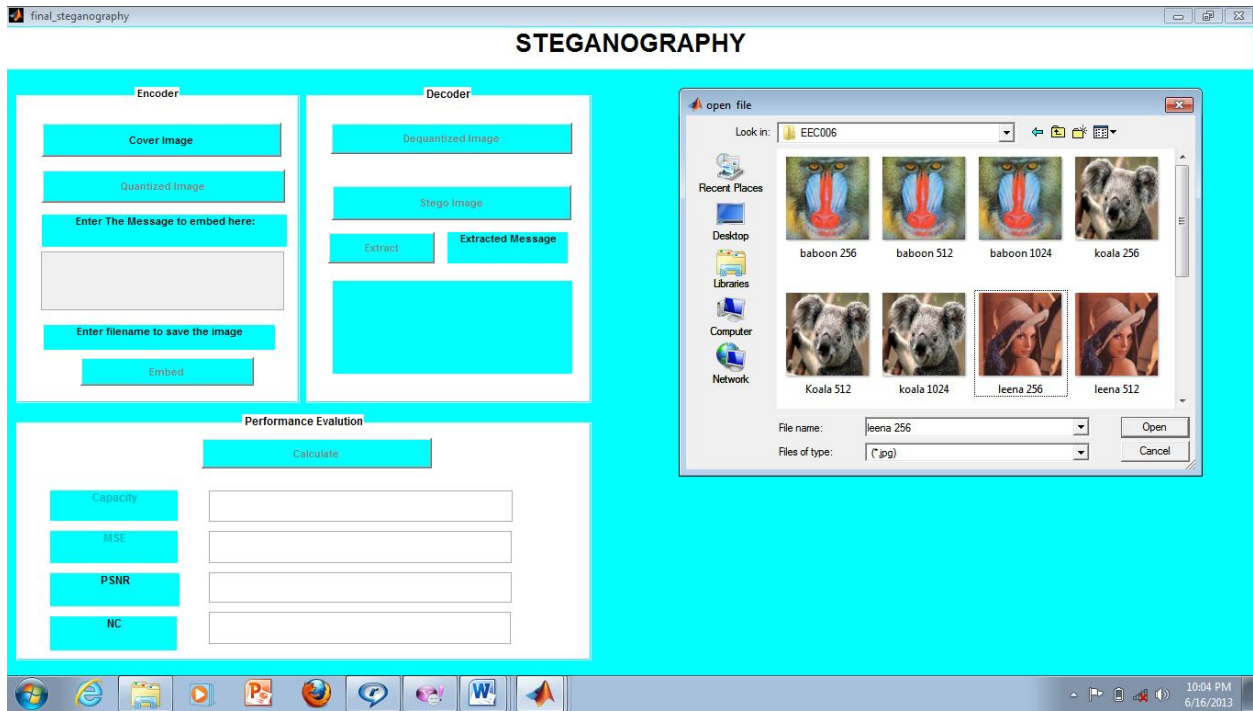 final_steganography
STEGANOGRAPHY
Encoder
Cover Image
Quantized Image
Enter The Message to embed here:
Enter filename to save the image
Embed
Decoder
Dequantized Image
Stego Image
Extract
Extracted Message
Performance Evalution
Calculate
Capacity
MSE
PSNR
NC
open file
Look in:
EEC006
Recent Places
Desktop
Libraries
Computer
Network
baboon 256
baboon 512
baboon 1024
koala 256
Koala 512
koala 1024
leena 256
leena 512
File name:
leena 256
Open
Files of type:
(*.jpg)
Cancel
10:04 PM
6/16/2013